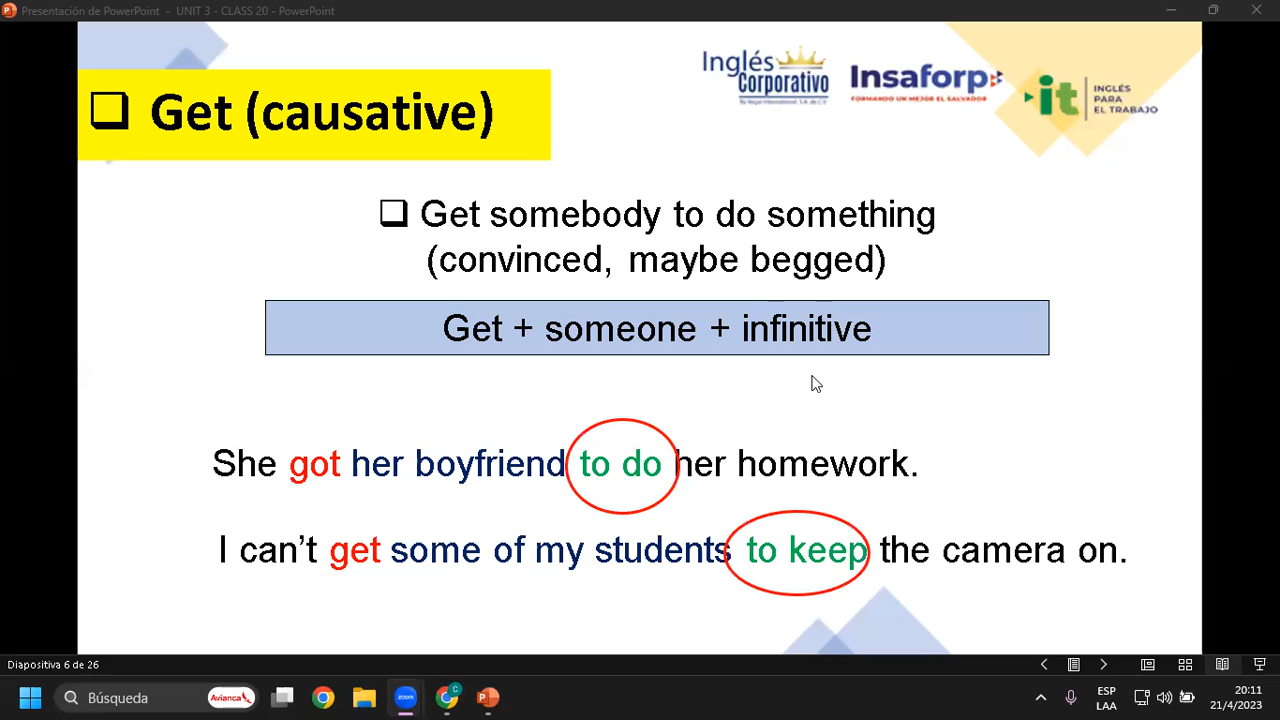 Presentación de PowerPoint - UNIT 3 - CLASS 20 - PowerPoint
Inglés
Corporativo
Insaforp
FORMANDO UN MEJOR EL SALVADOR
it
INGLÉS
PARA
EL TRABAJO
Get (causative)
Get somebody to do something
(convinced, maybe begged)
Get + someone + infinitive
She got her boyfriend to do her homework.
I can't get some of my students to keep the camera on.
Diapositiva 6 de 26
Búsqueda
Avianca
zoom
C
ESP
LAA
20:11
21/4/2023